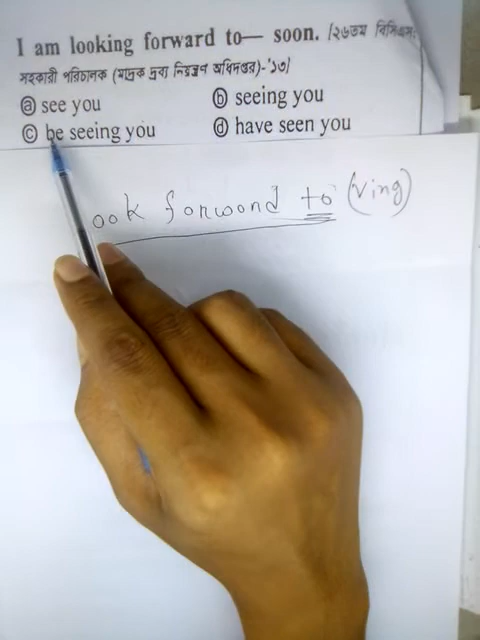 I am looking forward to— soon. [২৬তম বিসিএস;
সহকারী পরিচালক (মাদক দ্রব্য নিয়ন্ত্রণ অধিদপ্তর)-'১৩]
ⓐ see you ⓑ seeing you
ⓒ be seeing you ⓓ have seen you
ook forword to (Ving)